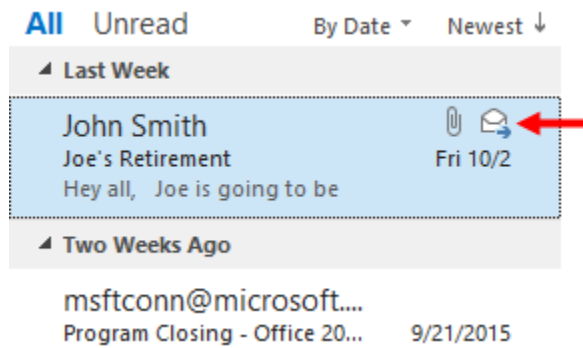 All Unread By Date Newest ↓
Last Week
John Smith
Joe's Retirement Fri 10/2
Hey all, Joe is going to be
Two Weeks Ago
msftconn@microsoft....
Program Closing - Office 20... 9/21/2015